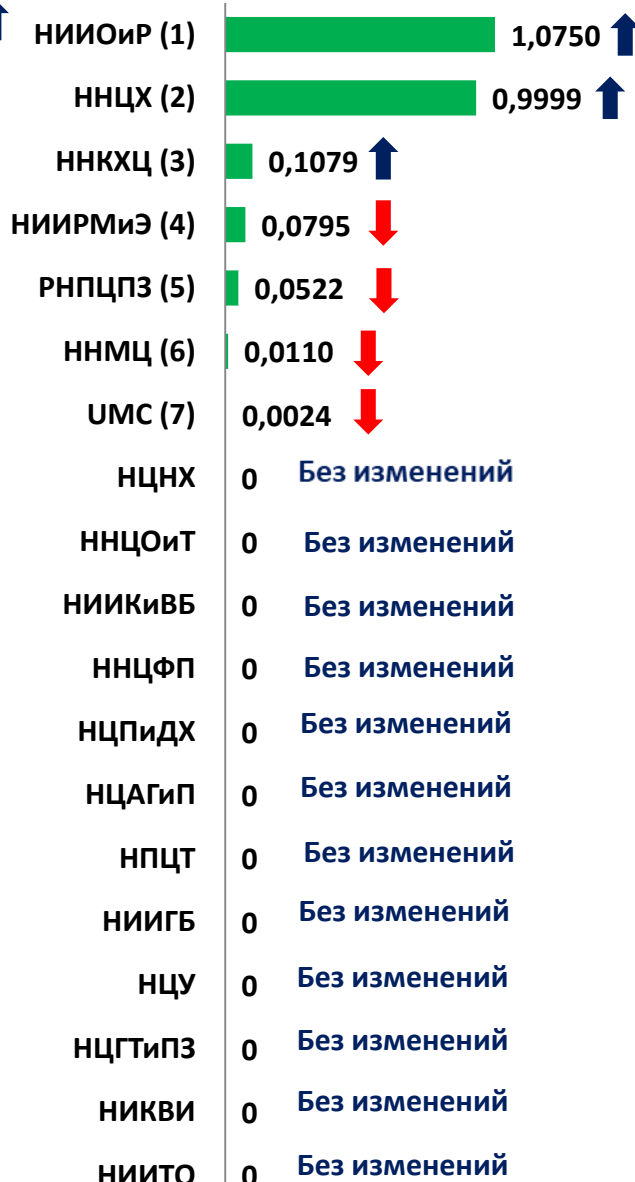 НИИОиР (1) 1,0750
ННЦХ (2) 0,9999
ННКХЦ (3) 0,1079
НИИРМиЭ (4) 0,0795
РНПЦПЗ (5) 0,0522
ННМЦ (6) 0,0110
UMC (7) 0,0024
НЦНХ 0 Без изменений
ННЦОиТ 0 Без изменений
НИИКиВБ 0 Без изменений
ННЦФП 0 Без изменений
НЦПиДХ 0 Без изменений
НЦАГиП 0 Без изменений
НПЦТ 0 Без изменений
НИИГБ 0 Без изменений
НЦУ 0 Без изменений
НЦГТиПЗ 0 Без изменений
НИКВИ 0 Без изменений
НИИТО 0 Без изменений